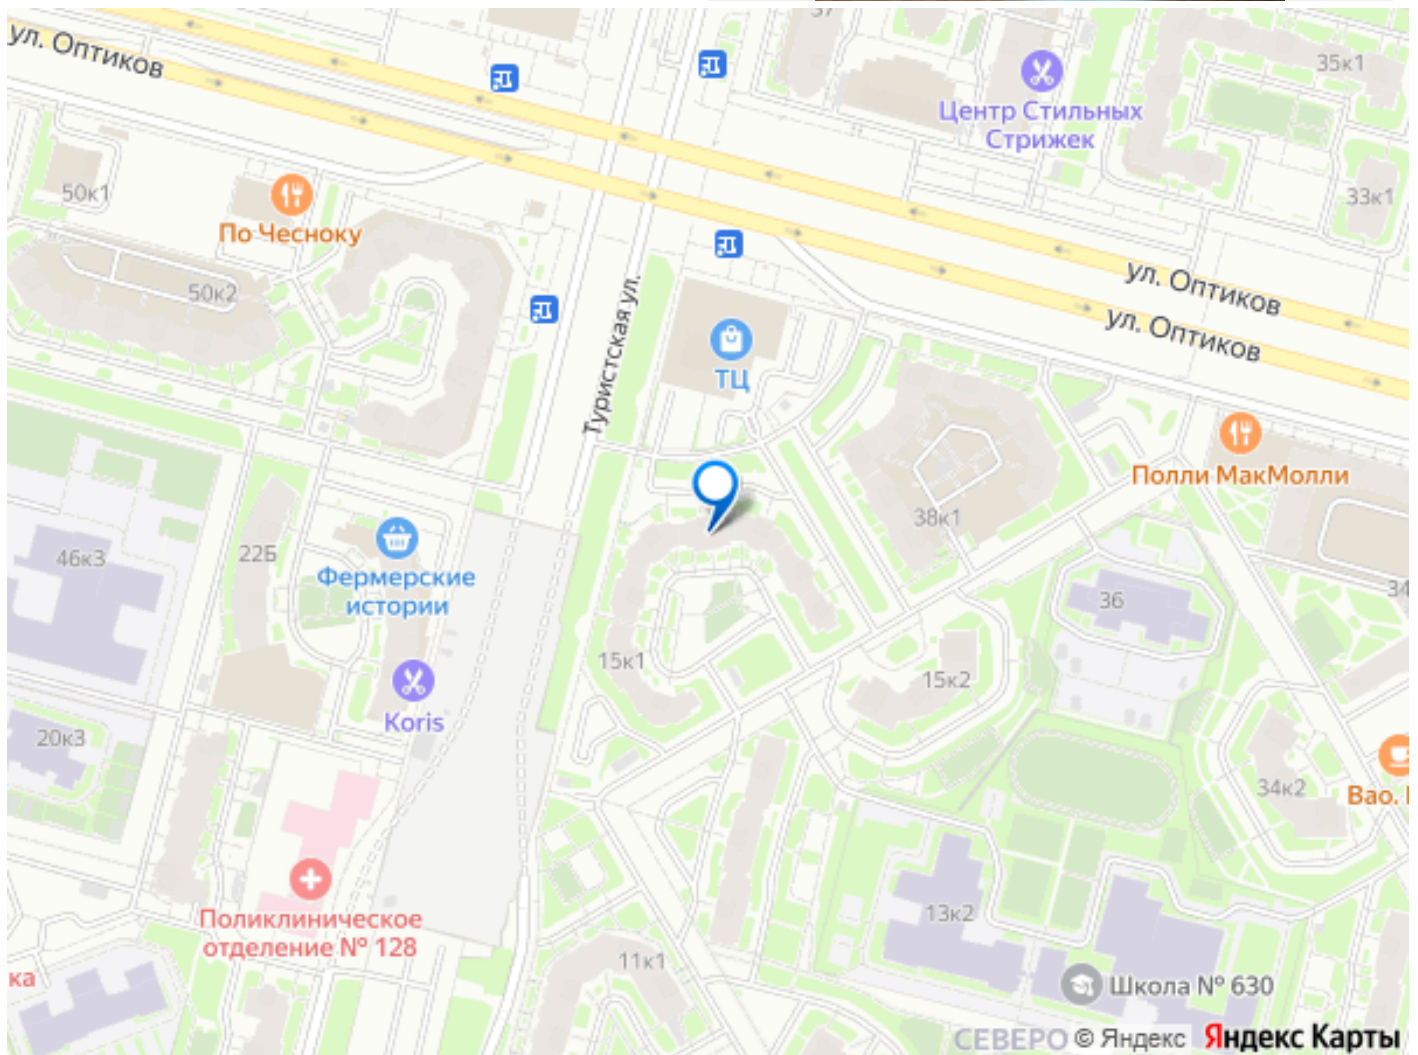 37
35к1
ул. Оптиков
Центр Стильных
Стрижек
50к1
33к1
По Чесноку
50к2
ул. Оптиков
ул. Оптиков
Туристская ул.
ТЦ
Полли МакМолли
38к1
46к3
22Б
Фермерские
истории
36
34
15к1
15к2
Koris
20к3
34к2
Вао.
Поликлиническое
отделение № 128
13к2
11к1
ка
Школа № 630
СЕВЕРО
© Яндекс Яндекс Карты